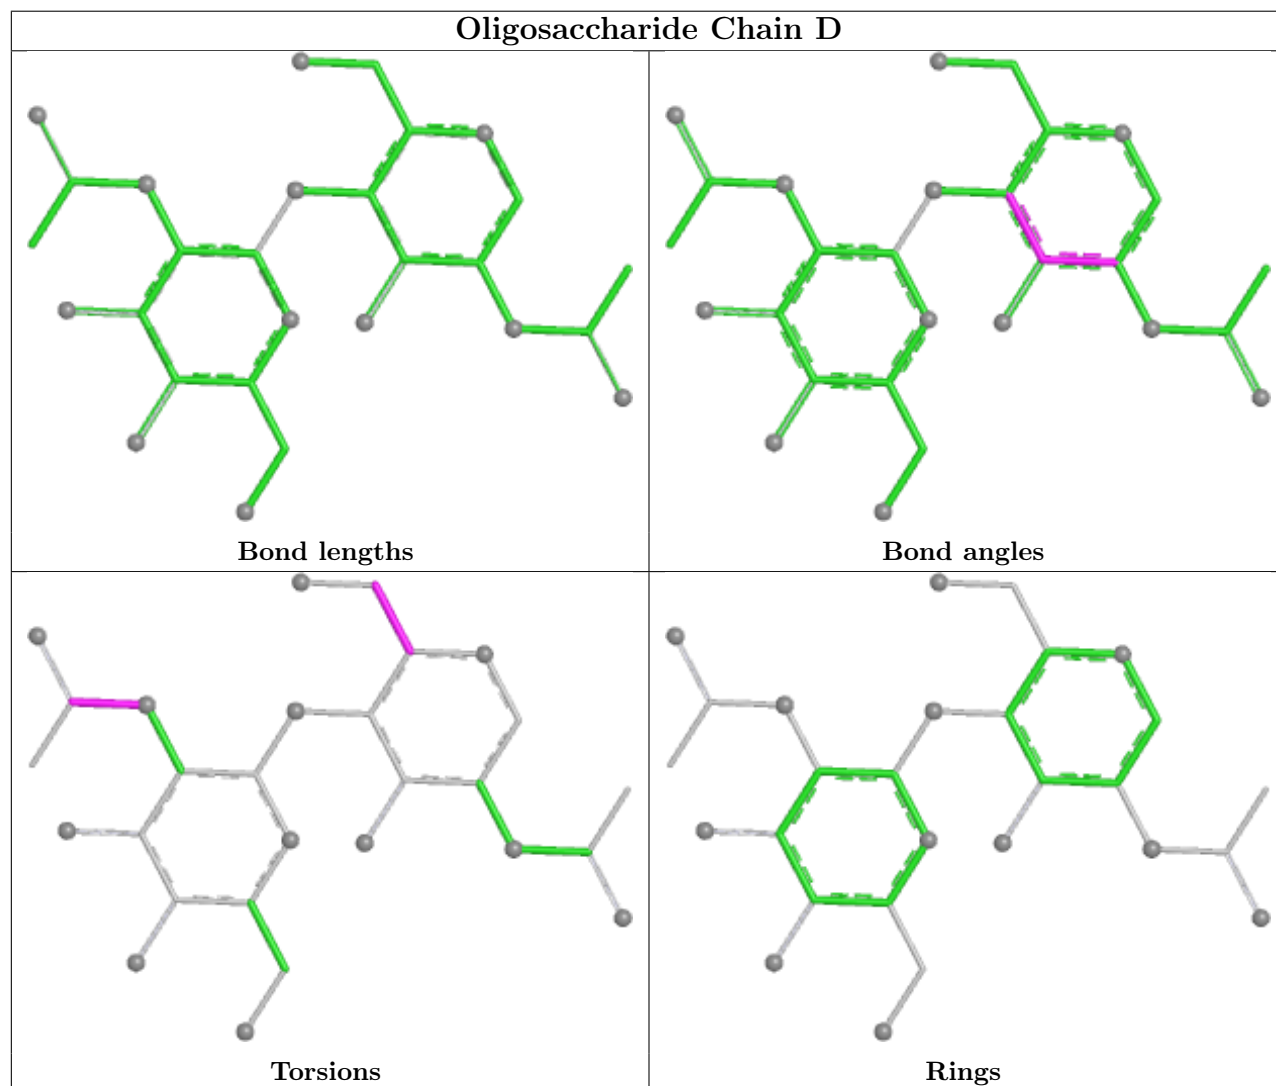 Oligosaccharide Chain D
Bond lengths
Bond angles
Torsions
Rings